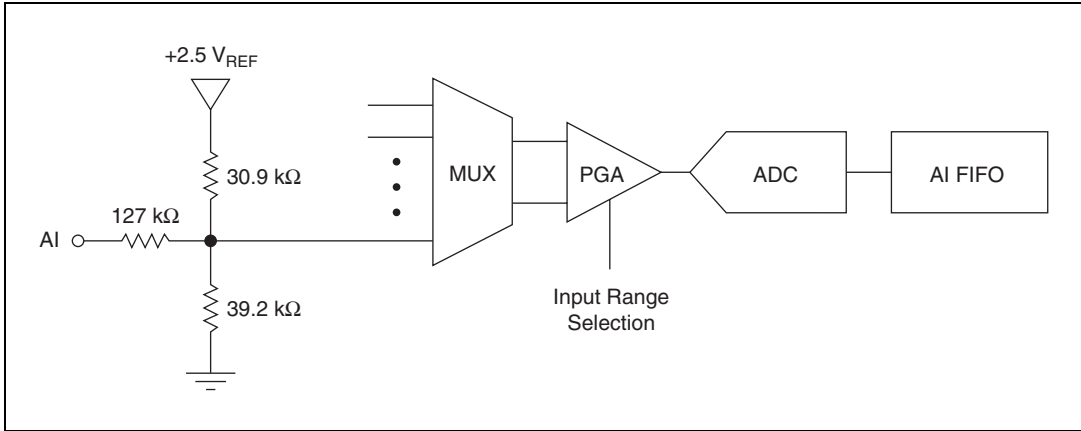 +2.5 VREF
30.9 kΩ
127 kΩ
AI
39.2 kΩ
MUX
PGA
ADC
AI FIFO
Input Range
Selection